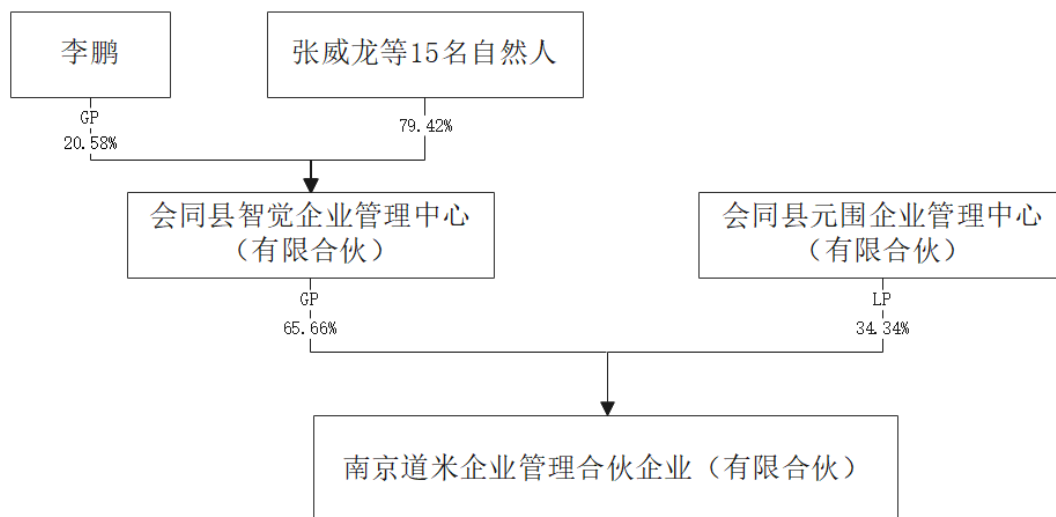 李鹏
张威龙等15名自然人
GP
20.58%
79.42%
会同县智觉企业管理中心
（有限合伙）
会同县元围企业管理中心
（有限合伙）
GP
65.66%
LP
34.34%
南京道米企业管理合伙企业（有限合伙）